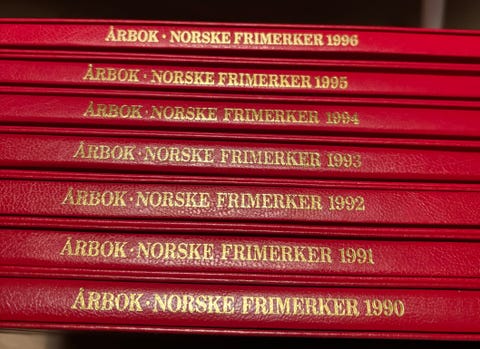 ÅRBOK · NORSKE FRIMERKER 1996
ÅRBOK · NORSKE FRIMERKER 1995
ÅRBOK · NORSKE FRIMERKER 1994
ÅRBOK · NORSKE FRIMERKER 1993
ÅRBOK · NORSKE FRIMERKER 1992
ÅRBOK · NORSKE FRIMERKER 1991
ÅRBOK · NORSKE FRIMERKER 1990